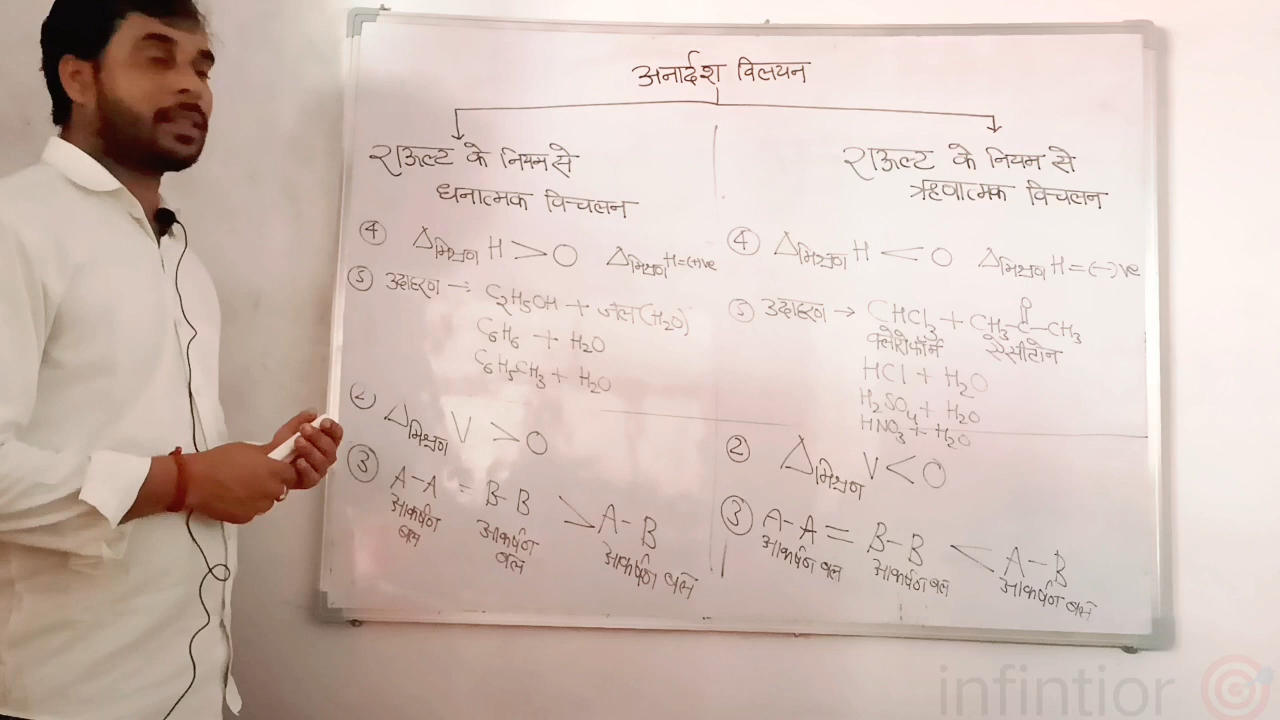 अनार्दश विलयन
राऊल्ट के नियम से
धनात्मक विचलन
④ Δमिश्रण H > 0 Δमिश्रण H=(+)ve
⑤ उदाहरण → C₂H₅OH + जल(H₂O)
C₆H₆ + H₂O
C₆H₅CH₃ + H₂O
② Δमिश्रण V > 0
③ A-A = B-B > A-B
आकर्षण बल आकर्षण बल आकर्षण बल
राऊल्ट के नियम से
ऋणात्मक विचलन
④ Δमिश्रण H < 0 Δमिश्रण H=(-)ve
⑤ उदाहरण → CHCl₃ + CH₃-C-CH₃
O
क्लोरोफॉर्म ऐसीटोन
HCl + H₂O
H₂SO₄ + H₂O
HNO₃ + H₂O
② Δमिश्रण V < 0
③ A-A = B-B < A-B
आकर्षण बल आकर्षण बल आकर्षण बल
infintior